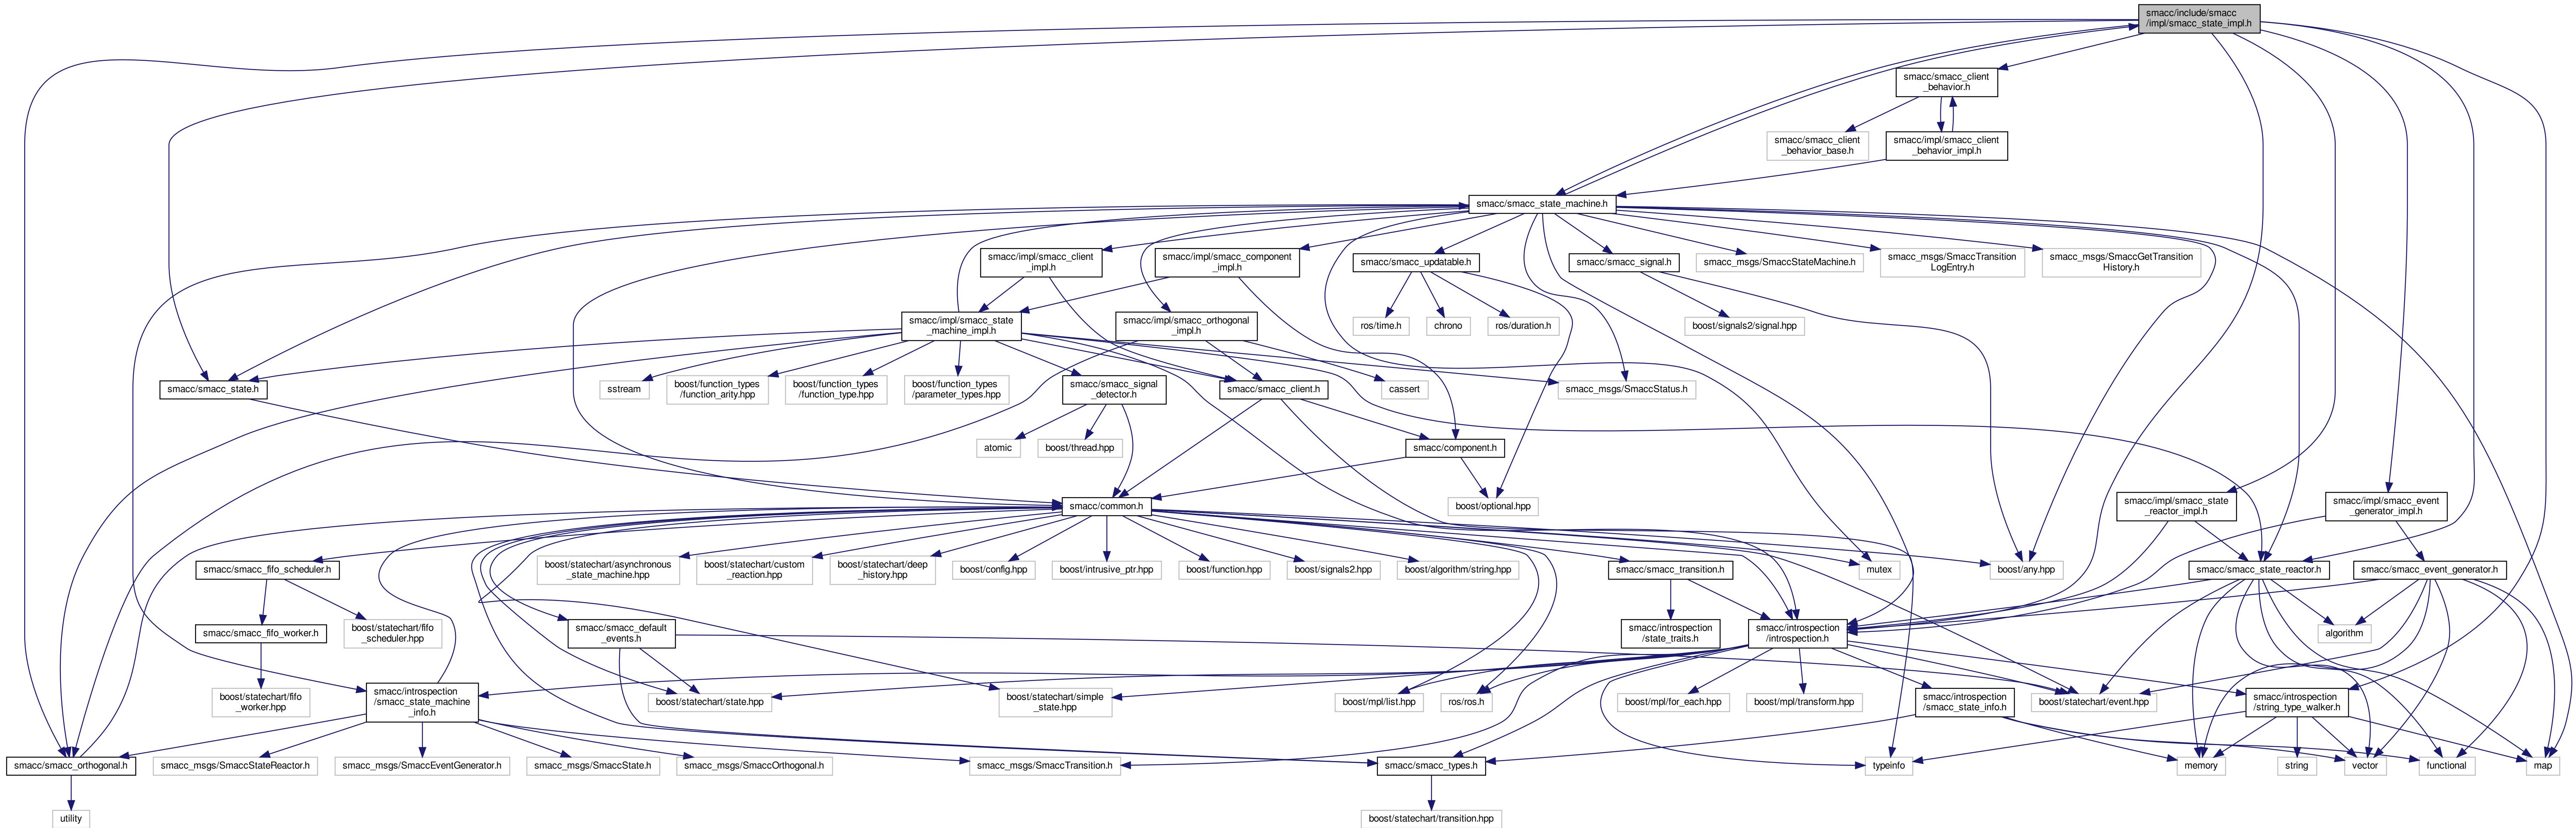 smacc/include/smacc
/impl/smacc_state_impl.h
smacc/smacc_client
_behavior.h
smacc/smacc_client
_behavior_base.h
smacc/impl/smacc_client
_behavior_impl.h
smacc/smacc_state_machine.h
smacc/impl/smacc_client
_impl.h
smacc/impl/smacc_component
_impl.h
smacc/smacc_updatable.h
smacc/smacc_signal.h
smacc_msgs/SmaccStateMachine.h
smacc_msgs/SmaccTransition
LogEntry.h
smacc_msgs/SmaccGetTransition
History.h
smacc/impl/smacc_state
_machine_impl.h
smacc/impl/smacc_orthogonal
_impl.h
ros/time.h
chrono
ros/duration.h
boost/signals2/signal.hpp
smacc/smacc_state.h
sstream
boost/function_types
/function_arity.hpp
boost/function_types
/function_type.hpp
boost/function_types
/parameter_types.hpp
smacc/smacc_signal
_detector.h
smacc/smacc_client.h
cassert
smacc_msgs/SmaccStatus.h
atomic
boost/thread.hpp
smacc/component.h
smacc/common.h
boost/optional.hpp
smacc/impl/smacc_state
_reactor_impl.h
smacc/impl/smacc_event
_generator_impl.h
smacc/smacc_fifo_scheduler.h
boost/statechart/asynchronous
_state_machine.hpp
boost/statechart/custom
_reaction.hpp
boost/statechart/deep
_history.hpp
boost/config.hpp
boost/intrusive_ptr.hpp
boost/function.hpp
boost/signals2.hpp
boost/algorithm/string.hpp
smacc/smacc_transition.h
mutex
boost/any.hpp
smacc/smacc_state_reactor.h
smacc/smacc_event_generator.h
smacc/smacc_fifo_worker.h
boost/statechart/fifo
_scheduler.hpp
smacc/smacc_default
_events.h
smacc/introspection
/state_traits.h
smacc/introspection
/introspection.h
algorithm
boost/statechart/fifo
_worker.hpp
smacc/introspection
/smacc_state_machine
_info.h
boost/statechart/state.hpp
boost/statechart/simple
_state.hpp
boost/mpl/list.hpp
ros/ros.h
boost/mpl/for_each.hpp
boost/mpl/transform.hpp
smacc/introspection
/smacc_state_info.h
boost/statechart/event.hpp
smacc/introspection
/string_type_walker.h
smacc/smacc_orthogonal.h
smacc_msgs/SmaccStateReactor.h
smacc_msgs/SmaccEventGenerator.h
smacc_msgs/SmaccState.h
smacc_msgs/SmaccOrthogonal.h
smacc_msgs/SmaccTransition.h
smacc/smacc_types.h
typeinfo
memory
string
vector
functional
map
utility
boost/statechart/transition.hpp